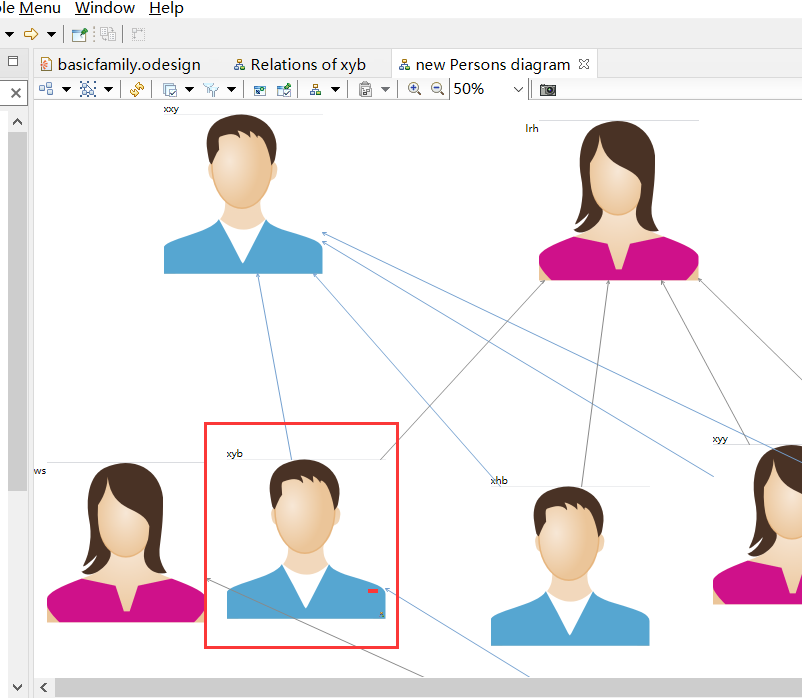 ple Menu Window Help
basicfamily.odesign Relations of xyb new Persons diagram
50%
xxy
lrh
xyy
xyb
ws
xhb